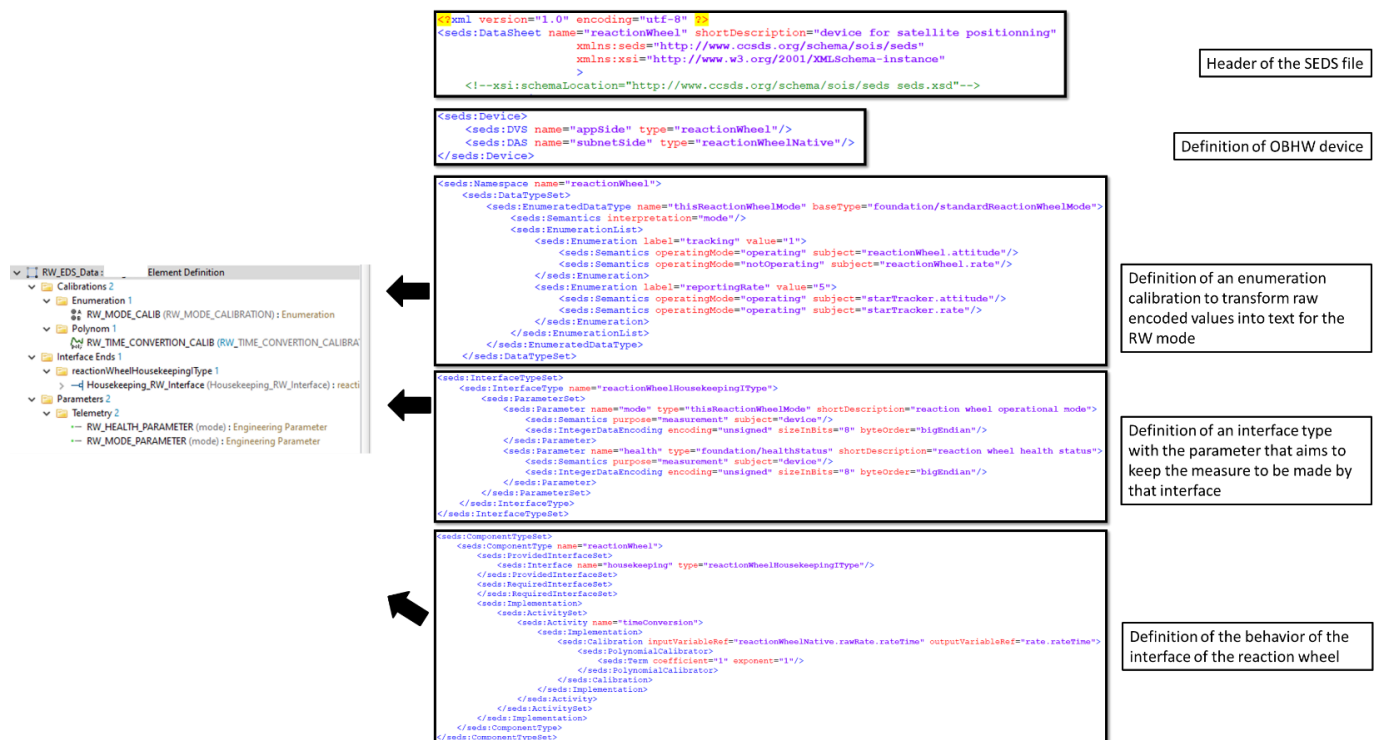 <?xml version="1.0" encoding="utf-8" ?>
<seds:DataSheet name="reactionWheel" shortDescription="device for satellite positionning"
xmlns:seds="http://www.ccsds.org/schema/sois/seds"
xmlns:xsi="http://www.w3.org/2001/XMLSchema-instance"
>
<!--xsi:schemaLocation="http://www.ccsds.org/schema/sois/seds seds.xsd"-->
Header of the SEDS file
<seds:Device>
<seds:DVS name="appSide" type="reactionWheel"/>
<seds:DAS name="subnetSide" type="reactionWheelNative"/>
</seds:Device>
Definition of OBHW device
<seds:Namespace name="reactionWheel">
<seds:DataTypeSet>
<seds:EnumeratedDataType name="thisReactionWheelMode" baseType="foundation/standardReactionWheelMode">
<seds:Semantics interpretation="mode"/>
<seds:EnumerationList>
<seds:Enumeration label="tracking" value="1">
<seds:Semantics operatingMode="operating" subject="reactionWheel.attitude"/>
<seds:Semantics operatingMode="notOperating" subject="reactionWheel.rate"/>
</seds:Enumeration>
<seds:Enumeration label="reportingRate" value="5">
<seds:Semantics operatingMode="operating" subject="starTracker.attitude"/>
<seds:Semantics operatingMode="operating" subject="starTracker.rate"/>
</seds:Enumeration>
</seds:EnumerationList>
</seds:EnumeratedDataType>
</seds:DataTypeSet>
Definition of an enumeration
calibration to transform raw
encoded values into text for the
RW mode
RW_EDS_Data : Element Definition
Calibrations 2
Enumeration 1
RW_MODE_CALIB (RW_MODE_CALIBRATION) : Enumeration
Polynom 1
RW_TIME_CONVERTION_CALIB (RW_TIME_CONVERTION_CALIBRA
Interface Ends 1
reactionWheelHousekeepingIType 1
Housekeeping_RW_Interface (Housekeeping_RW_Interface) : reacti
Parameters 2
Telemetry 2
RW_HEALTH_PARAMETER (mode) : Engineering Parameter
RW_MODE_PARAMETER (mode) : Engineering Parameter
<seds:InterfaceTypeSet>
<seds:InterfaceType name="reactionWheelHousekeepingIType">
<seds:ParameterSet>
<seds:Parameter name="mode" type="thisReactionWheelMode" shortDescription="reaction wheel operational mode">
<seds:Semantics purpose="measurement" subject="device"/>
<seds:IntegerDataEncoding encoding="unsigned" sizeInBits="8" byteOrder="bigEndian"/>
</seds:Parameter>
<seds:Parameter name="health" type="foundation/healthStatus" shortDescription="reaction wheel health status">
<seds:Semantics purpose="measurement" subject="device"/>
<seds:IntegerDataEncoding encoding="unsigned" sizeInBits="8" byteOrder="bigEndian"/>
</seds:Parameter>
</seds:ParameterSet>
</seds:InterfaceType>
</seds:InterfaceTypeSet>
Definition of an interface type
with the parameter that aims to
keep the measure to be made by
that interface
<seds:ComponentTypeSet>
<seds:ComponentType name="reactionWheel">
<seds:ProvidedInterfaceSet>
<seds:Interface name="housekeeping" type="reactionWheelHousekeepingIType"/>
</seds:ProvidedInterfaceSet>
<seds:RequiredInterfaceSet>
</seds:RequiredInterfaceSet>
<seds:Implementation>
<seds:ActivitySet>
<seds:Activity name="timeConversion">
<seds:Implementation>
<seds:Calibration inputVariableRef="reactionWheelNative.rawRate.rateTime" outputVariableRef="rate.rateTime">
<seds:PolynomialCalibrator>
<seds:Term coefficient="1" exponent="1"/>
</seds:PolynomialCalibrator>
</seds:Calibration>
</seds:Implementation>
</seds:Activity>
</seds:ActivitySet>
</seds:Implementation>
</seds:ComponentType>
</seds:ComponentTypeSet>
Definition of the behavior of the
interface of the reaction wheel